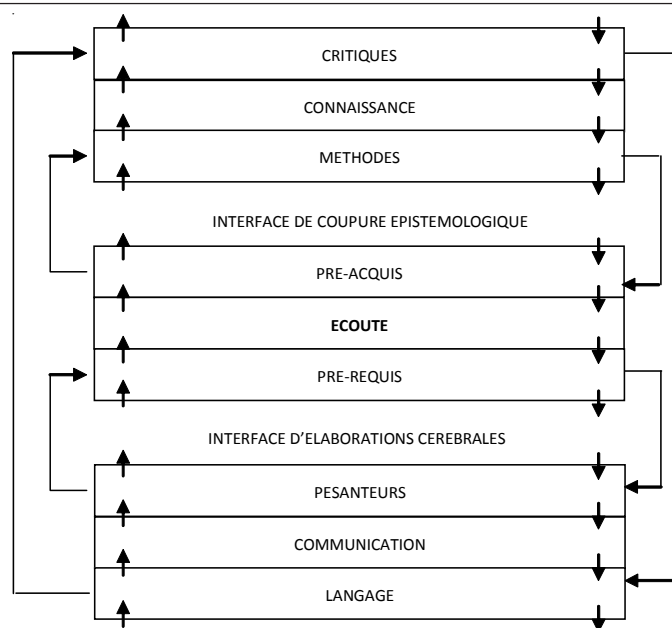 CRITIQUES
CONNAISSANCE
METHODES
INTERFACE DE COUPURE EPISTEMOLOGIQUE
PRE-ACQUIS
ECOUTE
PRE-REQUIS
INTERFACE D'ELABORATIONS CEREBRALES
PESANTEURS
COMMUNICATION
LANGAGE